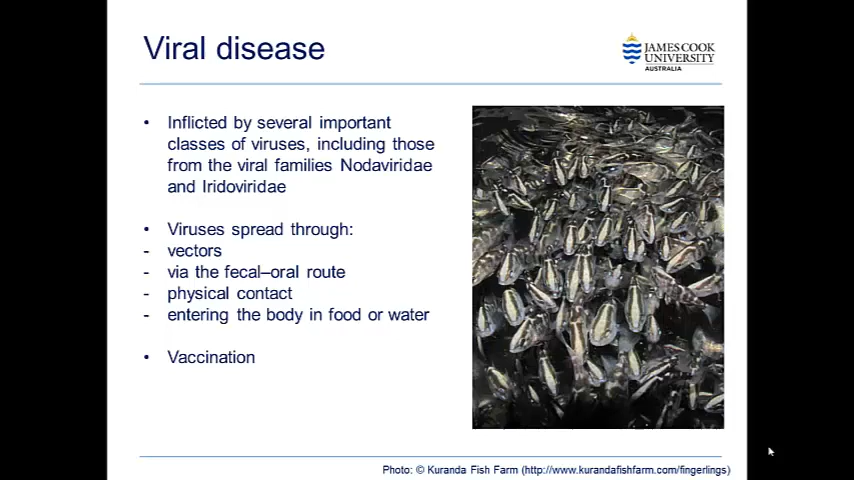 Viral disease
JAMES COOK
UNIVERSITY
AUSTRALIA
• Inflicted by several important
classes of viruses, including those
from the viral families Nodaviridae
and Iridoviridae
• Viruses spread through:
- vectors
- via the fecal–oral route
- physical contact
- entering the body in food or water
• Vaccination
Photo: © Kuranda Fish Farm (http://www.kurandafishfarm.com/fingerlings)